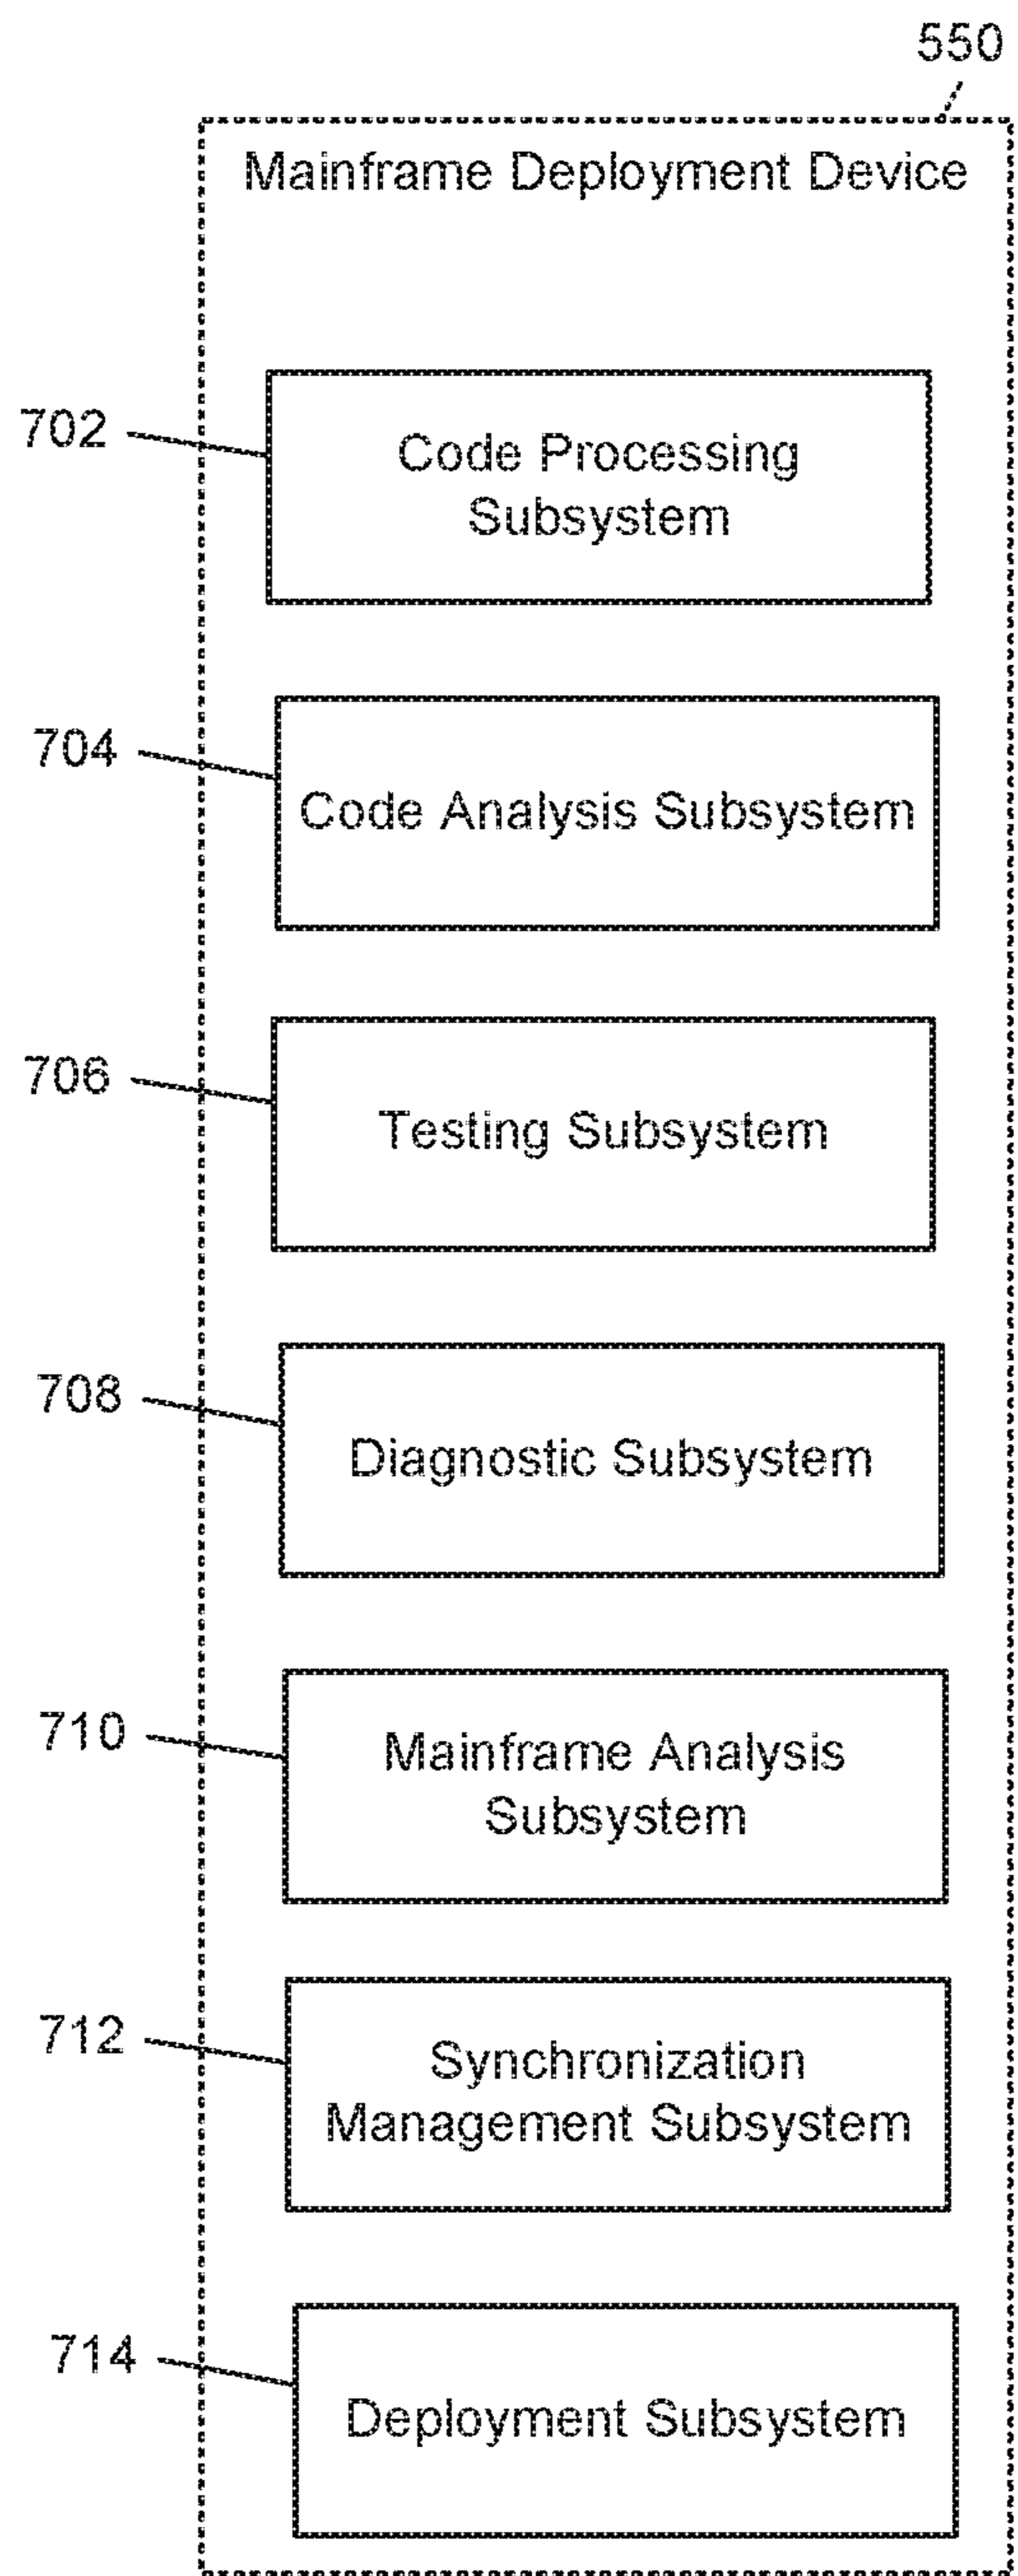 550
Mainframe Deployment Device
702
Code Processing
Subsystem
704
Code Analysis Subsystem
706
Testing Subsystem
708
Diagnostic Subsystem
710
Mainframe Analysis
Subsystem
712
Synchronization
Management Subsystem
714
Deployment Subsystem